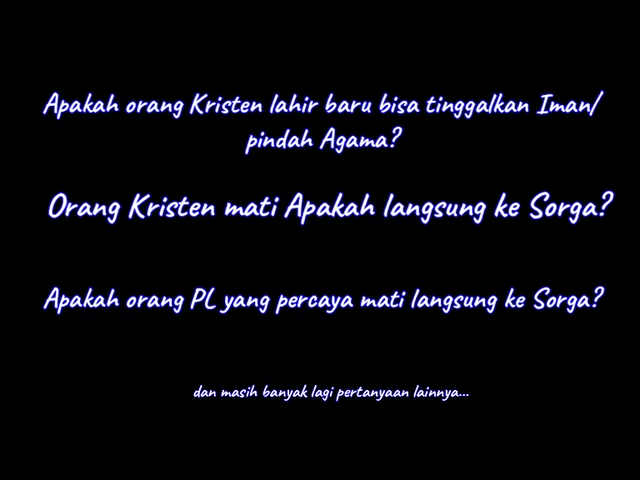 Apakah orang Kristen lahir baru bisa tinggalkan Iman/
pindah Agama?
Orang Kristen mati Apakah langsung ke Sorga?
Apakah orang PL yang percaya mati langsung ke Sorga?
dan masih banyak lagi pertanyaan lainnya...